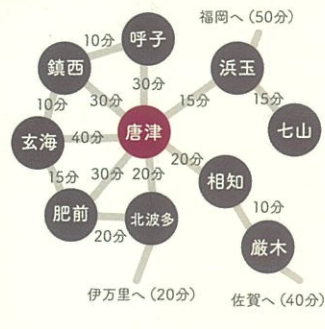 福岡へ（50分）
10分
呼子
鎮西
浜玉
30分
30分
15分
15分
10分
七山
玄海
40分
唐津
20分
相知
15分
30分
20分
10分
肥前
北波多
20分
厳木
伊万里へ（20分）
佐賀へ（40分）